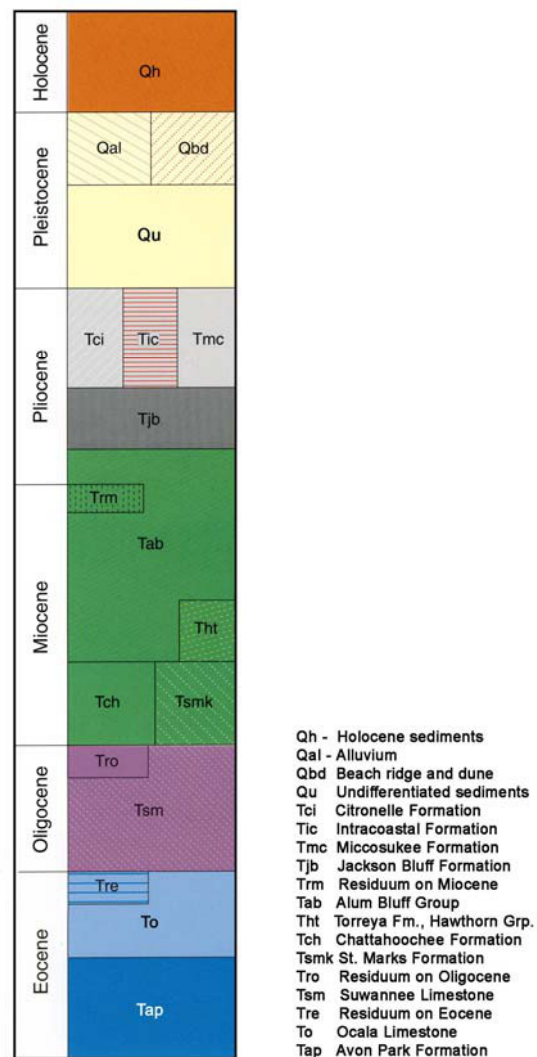 Holocene
Qh
Pleistocene
Qal
Qbd
Qu
Pliocene
Tci
Tic
Tmc
Tjb
Miocene
Trm
Tab
Tht
Tch
Tsmk
Oligocene
Tro
Tsm
Eocene
Tre
To
Tap
Qh - Holocene sediments
Qal - Alluvium
Qbd Beach ridge and dune
Qu Undifferentiated sediments
Tci Citronelle Formation
Tic Intracoastal Formation
Tmc Miccosukee Formation
Tjb Jackson Bluff Formation
Trm Residuum on Miocene
Tab Alum Bluff Group
Tht Torreya Fm., Hawthorn Grp.
Tch Chattahoochee Formation
Tsmk St. Marks Formation
Tro Residuum on Oligocene
Tsm Suwannee Limestone
Tre Residuum on Eocene
To Ocala Limestone
Tap Avon Park Formation